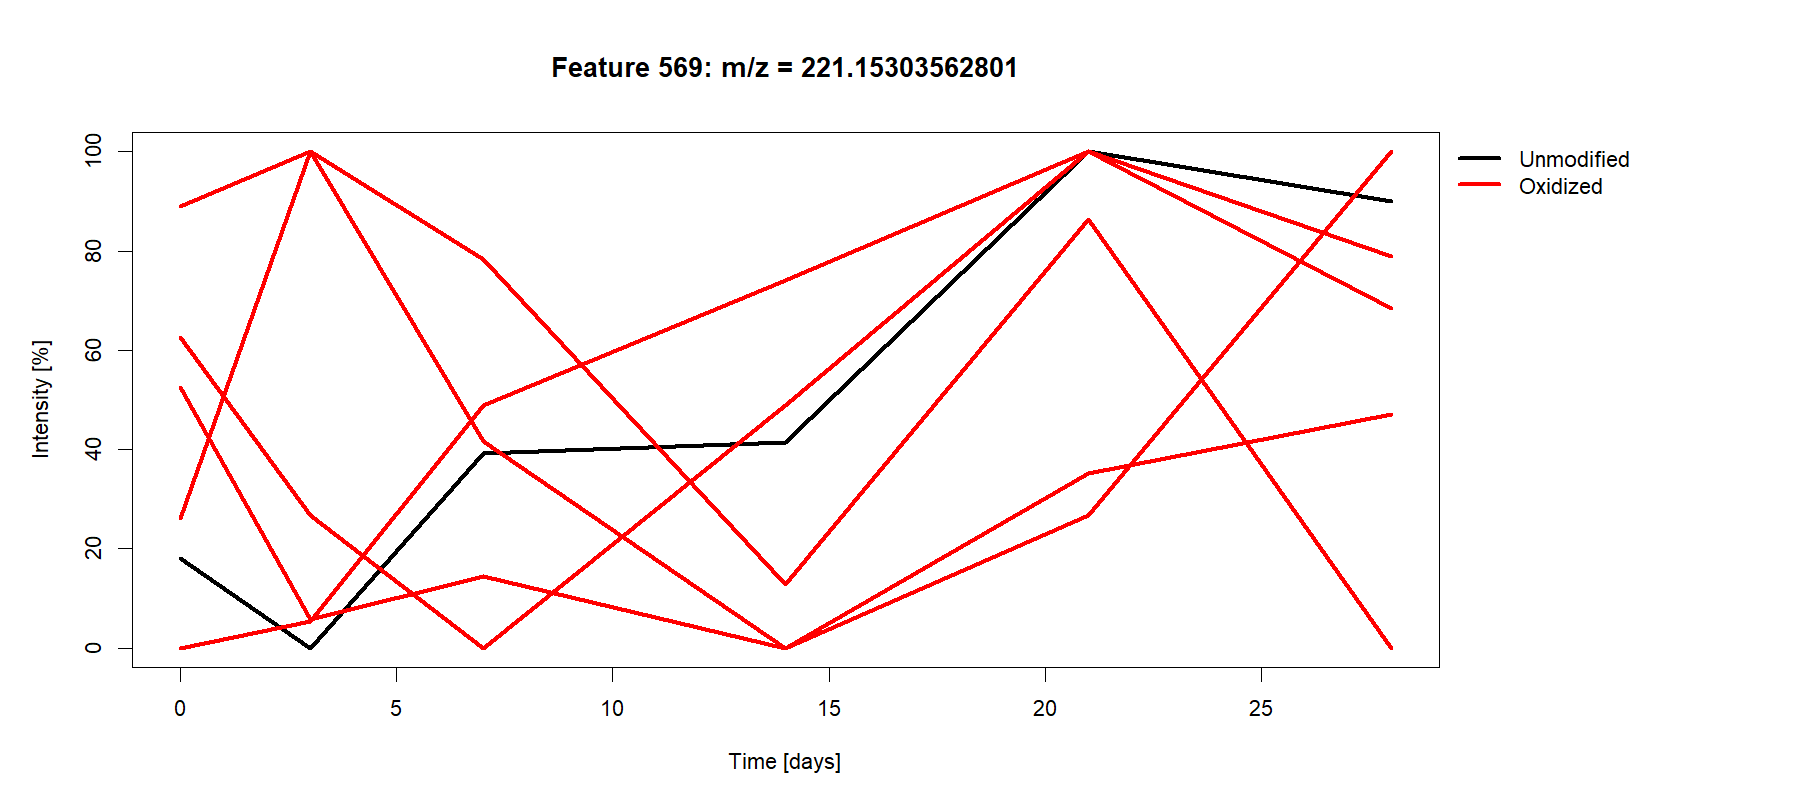 Feature 569: m/z = 221.15303562801
Unmodified
Oxidized
Intensity [%]
100
80
60
40
20
0
0 5 10 15 20 25
Time [days]